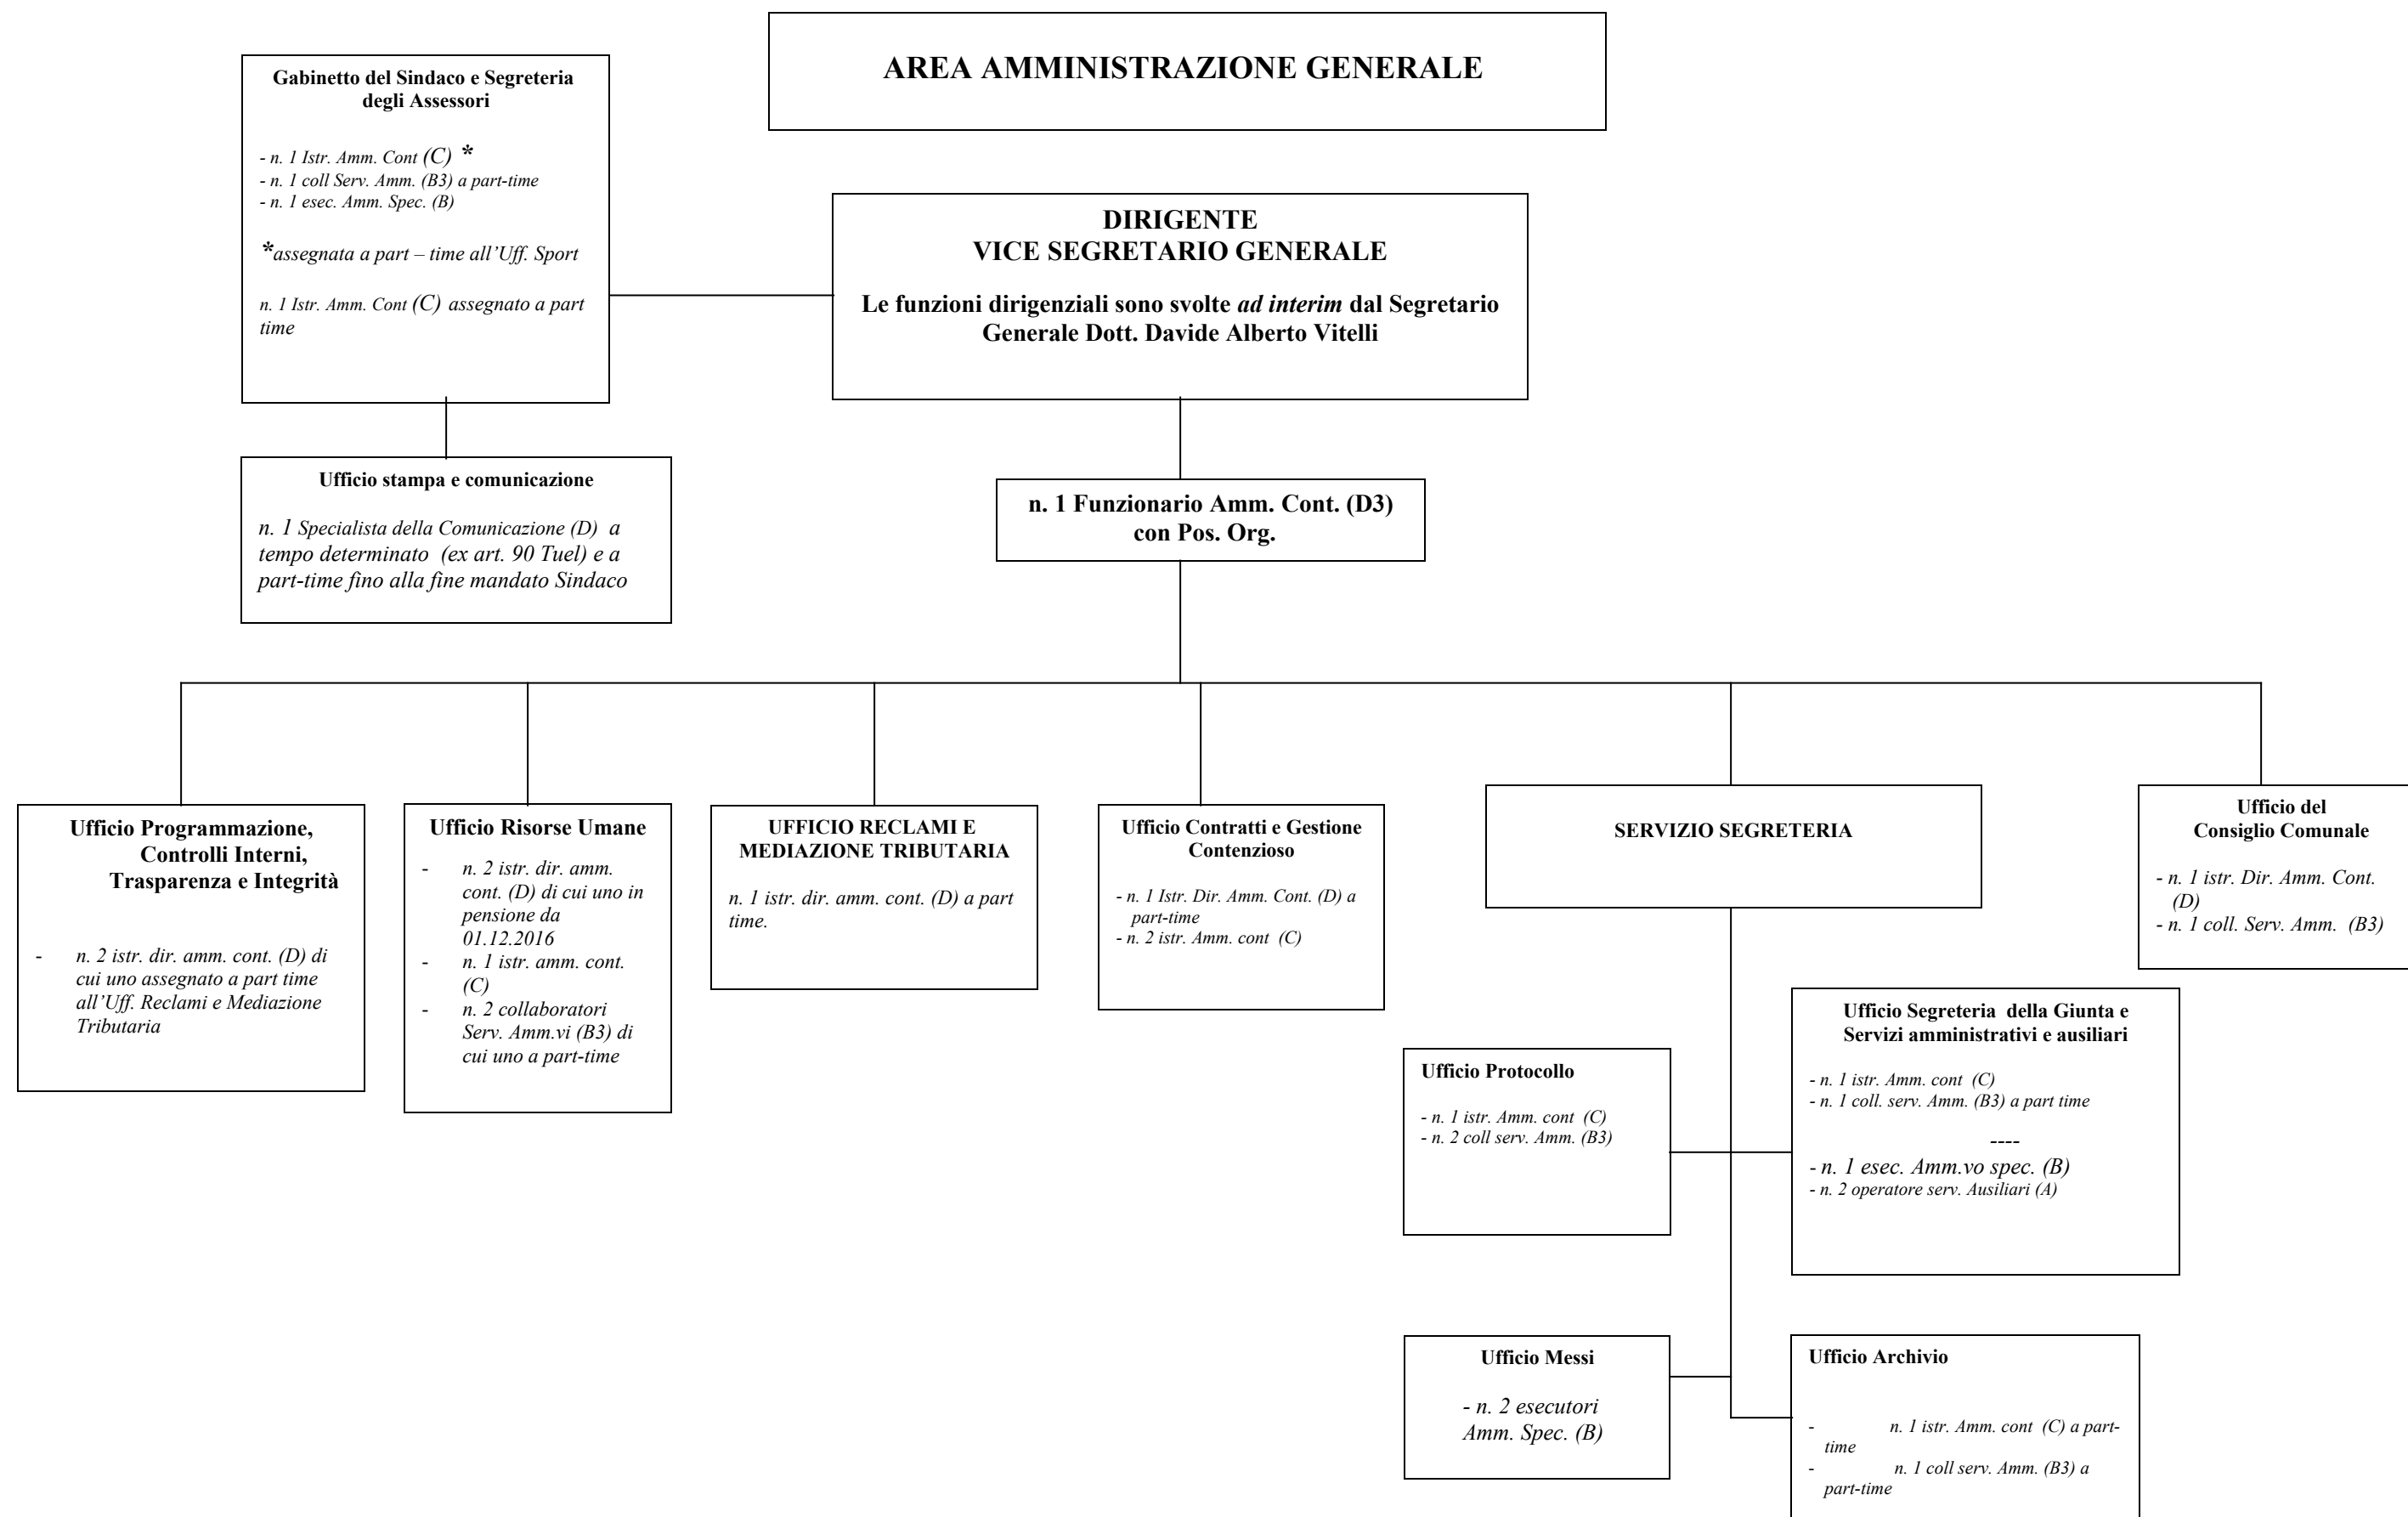 AREA AMMINISTRAZIONE GENERALE
Gabinetto del Sindaco e Segreteria
degli Assessori
- n. 1 Istr. Amm. Cont (C) *
- n. 1 coll Serv. Amm. (B3) a part-time
- n. 1 esec. Amm. Spec. (B)
*assegnata a part – time all’Uff. Sport
n. 1 Istr. Amm. Cont (C) assegnato a part
time
DIRIGENTE
VICE SEGRETARIO GENERALE
Le funzioni dirigenziali sono svolte ad interim dal Segretario
Generale Dott. Davide Alberto Vitelli
Ufficio stampa e comunicazione
n. 1 Specialista della Comunicazione (D) a
tempo determinato (ex art. 90 Tuel) e a
part-time fino alla fine mandato Sindaco
n. 1 Funzionario Amm. Cont. (D3)
con Pos. Org.
Ufficio Programmazione,
Controlli Interni,
Trasparenza e Integrità
- n. 2 istr. dir. amm. cont. (D) di
cui uno assegnato a part time
all’Uff. Reclami e Mediazione
Tributaria
Ufficio Risorse Umane
- n. 2 istr. dir. amm.
cont. (D) di cui uno in
pensione da
01.12.2016
- n. 1 istr. amm. cont.
(C)
- n. 2 collaboratori
Serv. Amm.vi (B3) di
cui uno a part-time
UFFICIO RECLAMI E
MEDIAZIONE TRIBUTARIA
n. 1 istr. dir. amm. cont. (D) a part
time.
Ufficio Contratti e Gestione
Contenzioso
- n. 1 Istr. Dir. Amm. Cont. (D) a
part-time
- n. 2 istr. Amm. cont (C)
SERVIZIO SEGRETERIA
Ufficio del
Consiglio Comunale
- n. 1 istr. Dir. Amm. Cont.
(D)
- n. 1 coll. Serv. Amm. (B3)
Ufficio Protocollo
- n. 1 istr. Amm. cont (C)
- n. 2 coll serv. Amm. (B3)
Ufficio Segreteria della Giunta e
Servizi amministrativi e ausiliari
- n. 1 istr. Amm. cont (C)
- n. 1 coll. serv. Amm. (B3) a part time
----
- n. 1 esec. Amm.vo spec. (B)
- n. 2 operatore serv. Ausiliari (A)
Ufficio Messi
- n. 2 esecutori
Amm. Spec. (B)
Ufficio Archivio
- n. 1 istr. Amm. cont (C) a part-
time
- n. 1 coll serv. Amm. (B3) a
part-time